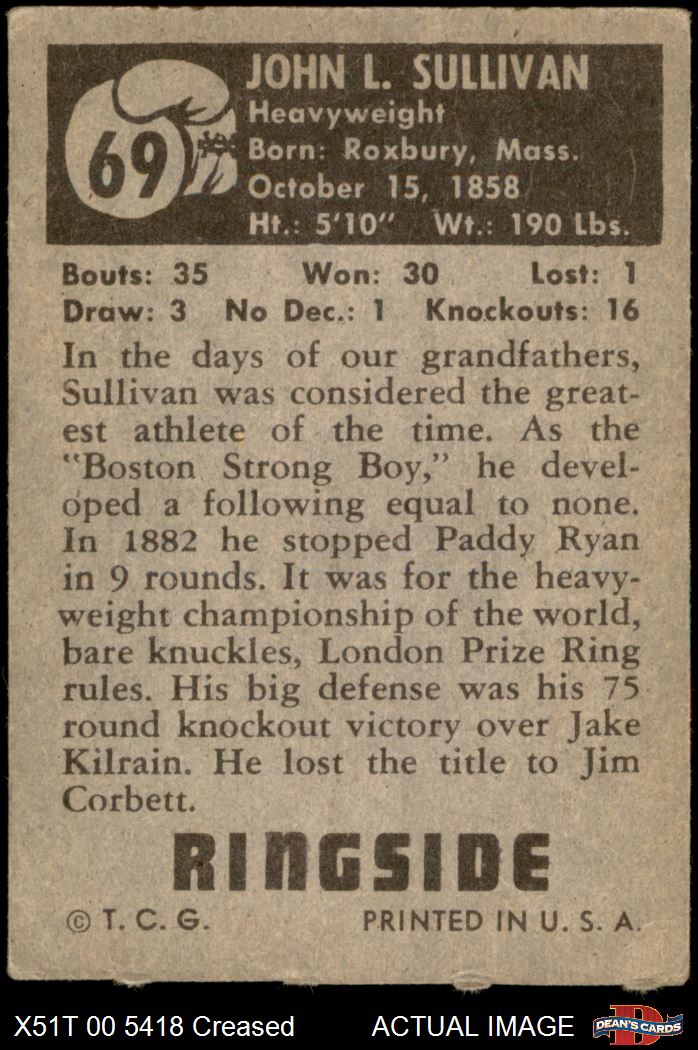 69
JOHN L. SULLIVAN
Heavyweight
Born: Roxbury, Mass.
October 15, 1858
Ht.: 5'10" Wt.: 190 Lbs.
Bouts: 35 Won: 30 Lost: 1
Draw: 3 No Dec.: 1 Knockouts: 16
In the days of our grandfathers,
Sullivan was considered the great-
est athlete of the time. As the
"Boston Strong Boy," he devel-
oped a following equal to none.
In 1882 he stopped Paddy Ryan
in 9 rounds. It was for the heavy-
weight championship of the world,
bare knuckles, London Prize Ring
rules. His big defense was his 75
round knockout victory over Jake
Kilrain. He lost the title to Jim
Corbett.
RINGSIDE
© T. C. G. PRINTED IN U. S. A.
X51T 00 5418 Creased ACTUAL IMAGE D DEAN'S CARDS